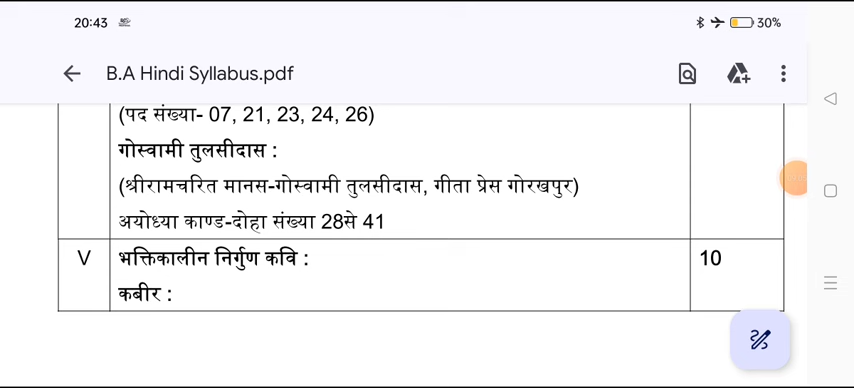 20:43
30%
B.A Hindi Syllabus.pdf
(पद संख्या- 07, 21, 23, 24, 26)
गोस्वामी तुलसीदास :
(श्रीरामचरित मानस-गोस्वामी तुलसीदास, गीता प्रेस गोरखपुर)
अयोध्या काण्ड-दोहा संख्या 28से 41
V भक्तिकालीन निर्गुण कवि : 10
कबीर :